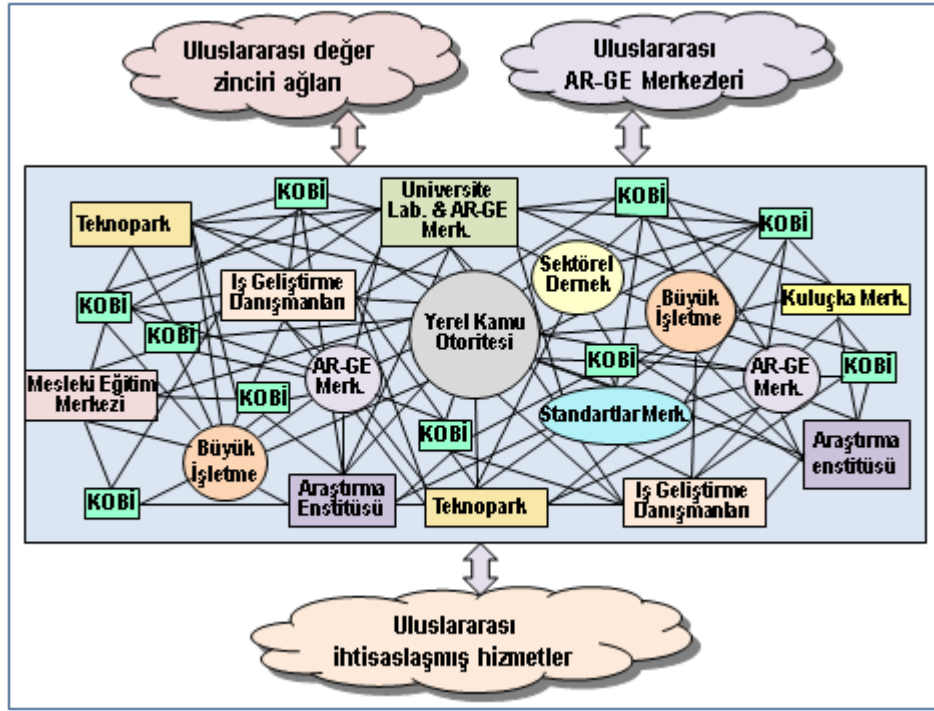 Uluslararası değer
zinciri ağları
Uluslararası
AR-GE Merkezleri
KOBİ
Universite
Lab. & AR-GE
Merk.
KOBİ
Teknopark
KOBİ
Sektörel
Dernek
İş Geliştirme
Danışmanları
KOBİ
Büyük
İşletme
Kuluçka Merk.
Yerel Kamu
Otoritesi
KOBİ
AR-GE
Merk.
KOBİ
AR-GE
Merk.
KOBİ
Mesleki Eğitim
Merkezi
KOBİ
Standartlar Merk.
KOBİ
Büyük
İşletme
Araştırma
enstitüsü
KOBİ
Araştırma
Enstitüsü
Teknopark
İş Geliştirme
Danışmanları
Uluslararası
ihtisaslaşmış hizmetler